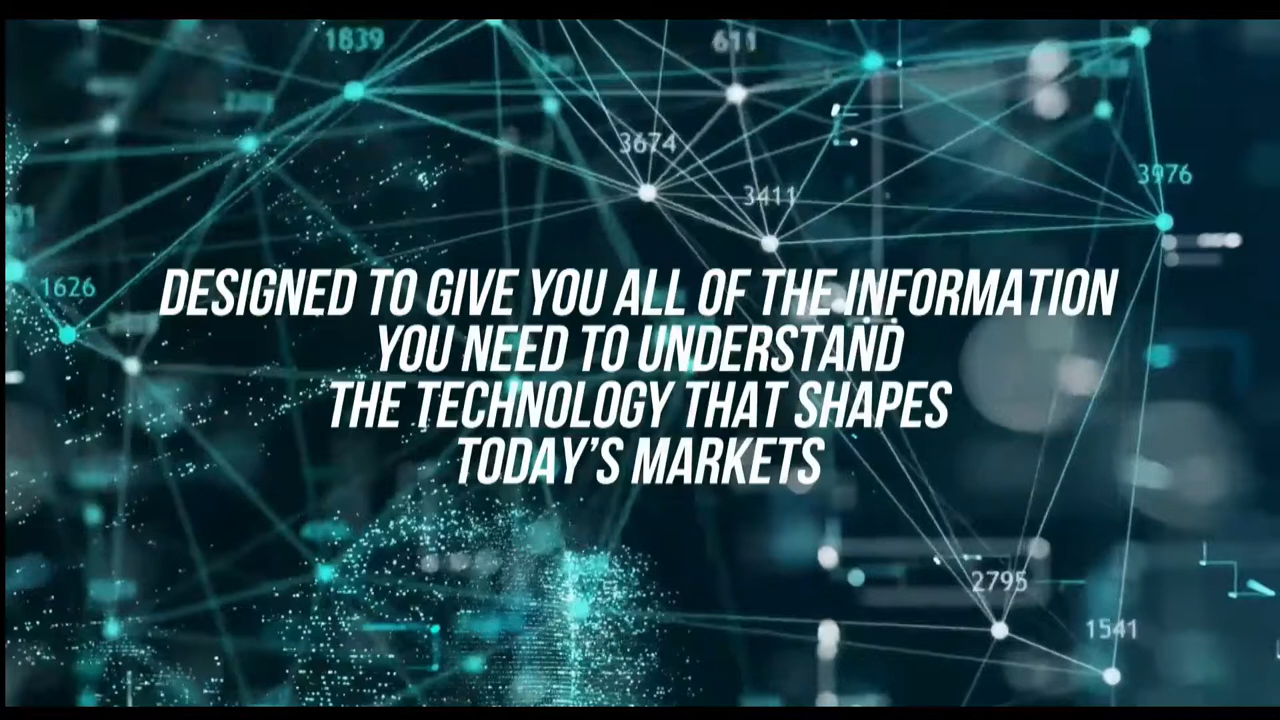 1839
611
3674
3411
3976
1626
DESIGNED TO GIVE YOU ALL OF THE INFORMATION
YOU NEED TO UNDERSTAND
THE TECHNOLOGY THAT SHAPES
TODAY’S MARKETS
2795
1541